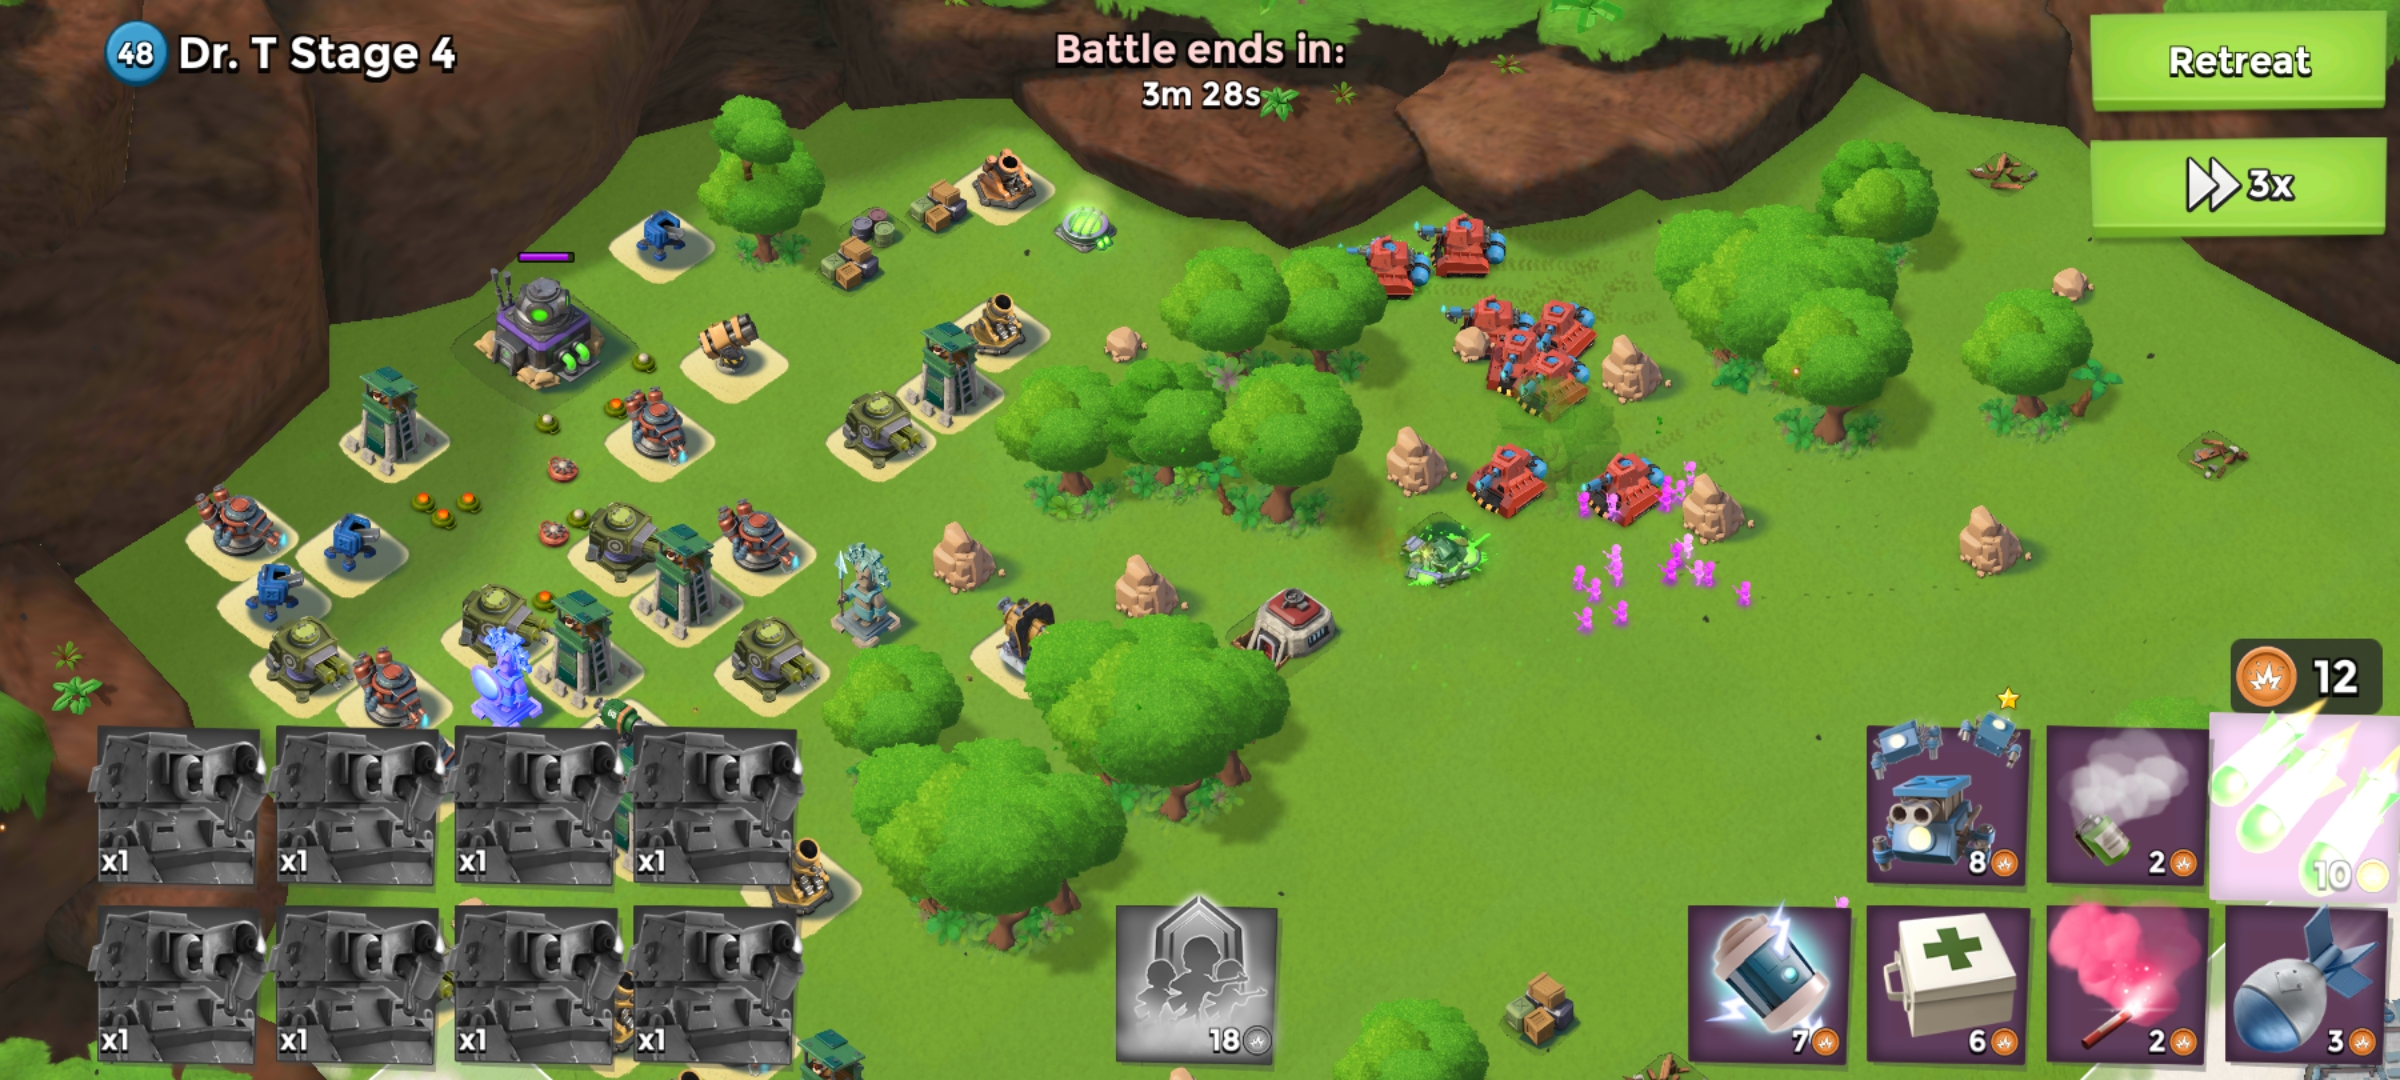 48 Dr. T Stage 4
Battle ends in:
3m 28s
Retreat
3x
12
8
2
10
x1
x1
x1
x1
x1
x1
x1
x1
18
7
6
2
3